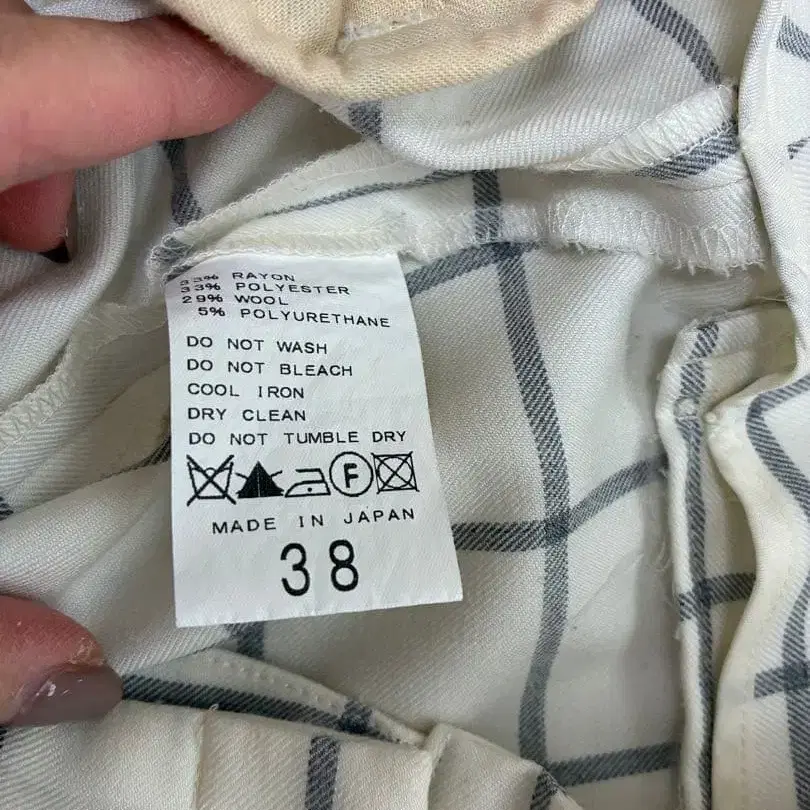 33% RAYON
33% POLYESTER
29% WOOL
5% POLYURETHANE
DO NOT WASH
DO NOT BLEACH
COOL IRON
DRY CLEAN
DO NOT TUMBLE DRY
F
MADE IN JAPAN
38